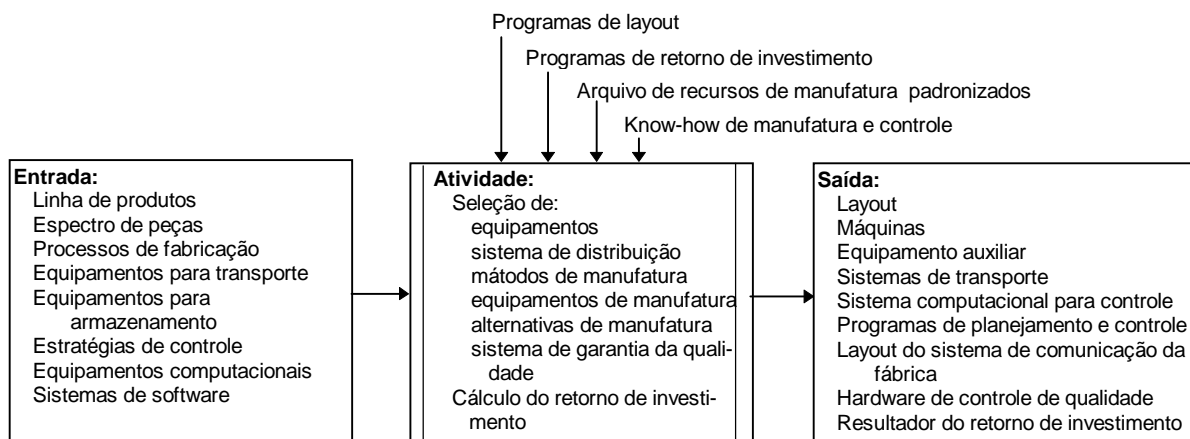 Programas de layout
Programas de retorno de investimento
Arquivo de recursos de manufatura padronizados
Know-how de manufatura e controle
Entrada:
Linha de produtos
Espectro de peças
Processos de fabricação
Equipamentos para transporte
Equipamentos para
armazenamento
Estratégias de controle
Equipamentos computacionais
Sistemas de software
Atividade:
Seleção de:
equipamentos
sistema de distribuição
mátodos de manufatura
equipamentos de manufatura
alternativas de manufatura
sistema de garantia da quali-
dade
Cálculo do retorno de investi-
mento
Saída:
Layout
Máquinas
Equipamento auxiliar
Sistemas de transporte
Sistema computacional para controle
Programas de planejamento e controle
Layout do sistema de comunicação da
fábrica
Hardware de controle de qualidade
Resultador do retorno de investimento